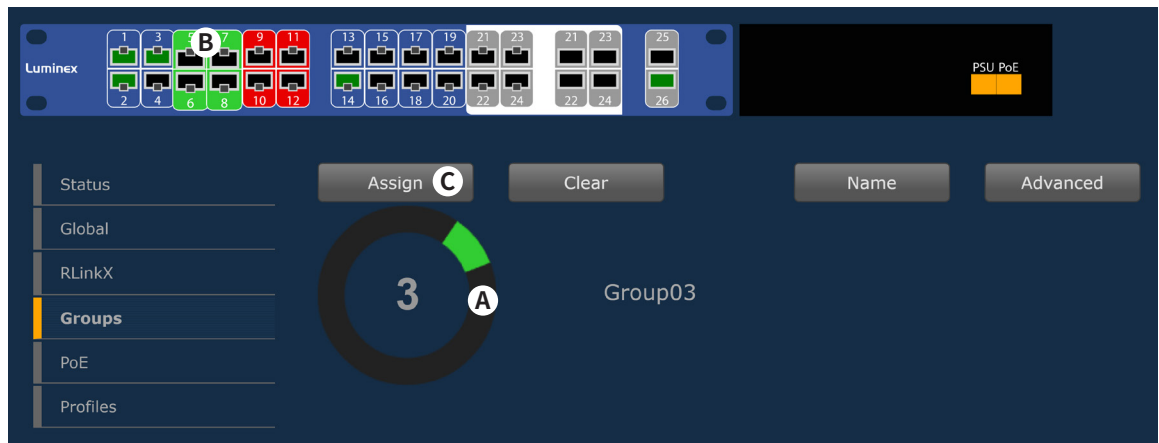 1 3 5 7 9 11 13 15 17 19 21 23 21 23 25
B
Luminex
PSU PoE
2 4 6 8 10 12 14 16 18 20 22 24 22 24 26
Assign C Clear Name Advanced
Status
Global
RLinkX
Groups
PoE
Profiles
3 A Group03